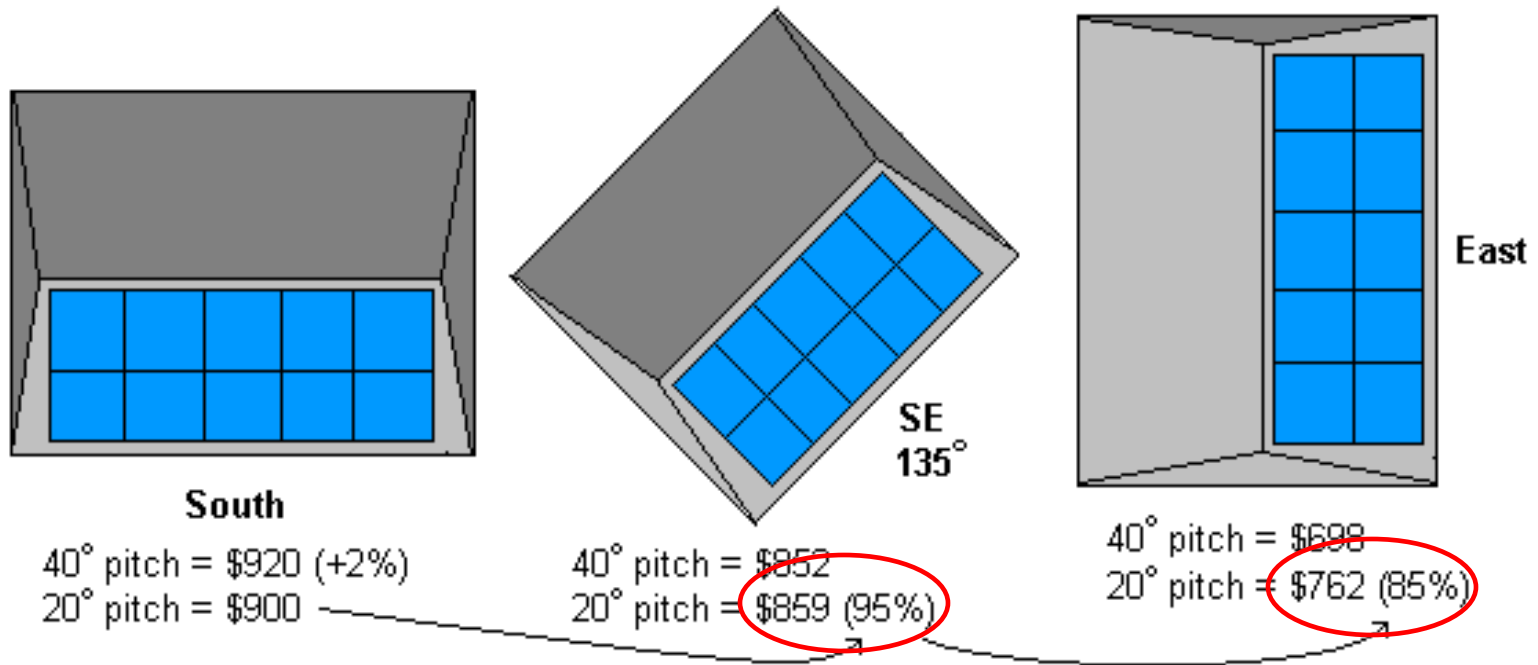 South
40° pitch = $920 (+2%)
20° pitch = $900
SE
135°
40° pitch = $852
20° pitch = $859 (95%)
East
40° pitch = $698
20° pitch = $762 (85%)